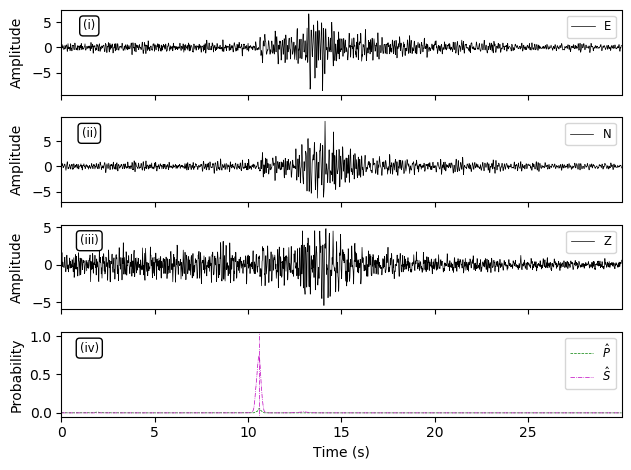 (i)
E
Amplitude
5
0
−5
(ii)
N
Amplitude
5
0
−5
(iii)
Z
Amplitude
5
0
−5
(iv)
P̂
Ŝ
Probability
1.0
0.5
0.0
0 5 10 15 20 25
Time (s)